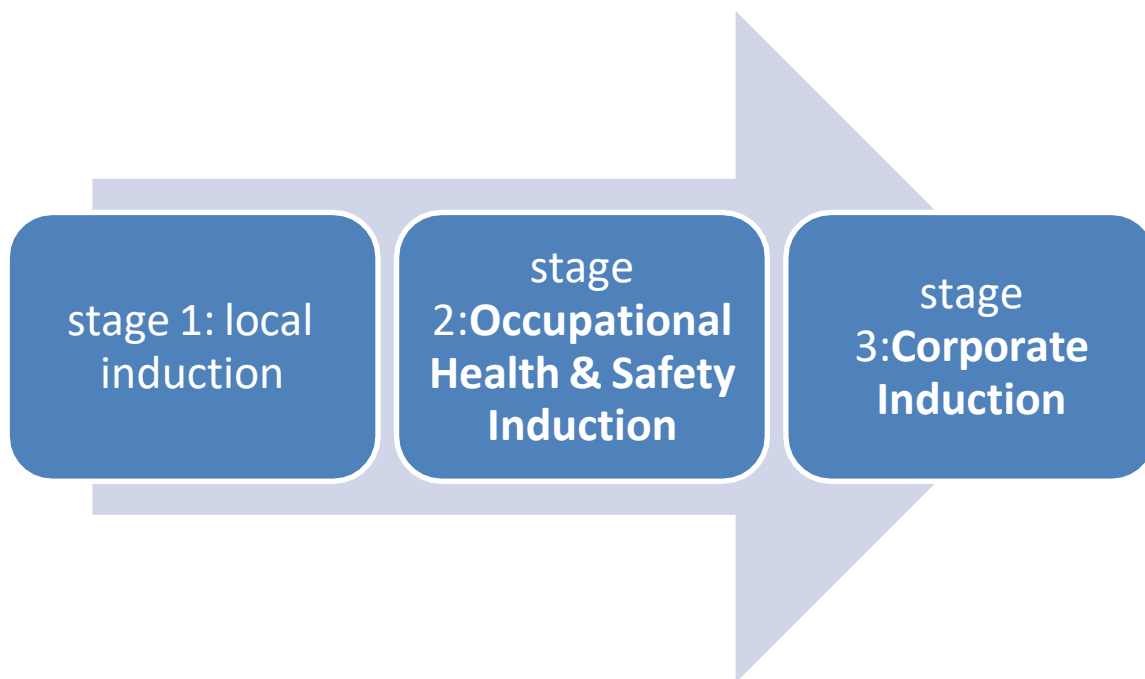 stage 1: local
induction
stage
2:Occupational
Health & Safety
Induction
stage
3:Corporate
Induction